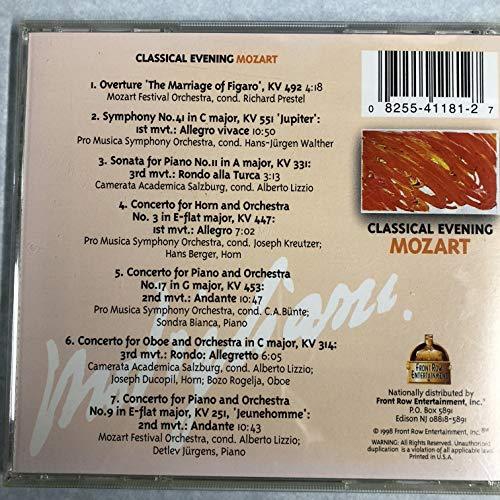 CLASSICAL EVENING MOZART
1. Overture 'The Marriage of Figaro', KV 492 4:18
Mozart Festival Orchestra, cond. Richard Prestel
2. Symphony No.41 in C major, KV 551 'Jupiter':
1st mvt.: Allegro vivace 10:50
Pro Musica Symphony Orchestra, cond. Hans-Jürgen Walther
3. Sonata for Piano No.11 in A major, KV 331:
3rd mvt.: Rondo alla Turca 3:13
Camerata Academica Salzburg, cond. Alberto Lizzio
4. Concerto for Horn and Orchestra
No. 3 in E-flat major, KV 447:
1st mvt.: Allegro 7:02
Pro Musica Symphony Orchestra, cond. Joseph Kreutzer;
Hans Berger, Horn
5. Concerto for Piano and Orchestra
No.17 in G major, KV 453:
2nd mvt.: Andante 10:47
Pro Musica Symphony Orchestra, cond. C.A.Bünte;
Sondra Bianca, Piano
6. Concerto for Oboe and Orchestra in C major, KV 314:
3rd mvt.: Rondo: Allegretto 6:05
Camerata Academica Salzburg, cond. Alberto Lizzio;
Joseph Ducopil, Horn; Bozo Rogelja, Oboe
7. Concerto for Piano and Orchestra
No.9 in E-flat major, KV 251, 'Jeunehomme':
2nd mvt.: Andante 10:43
Mozart Festival Orchestra, cond. Alberto Lizzio;
Detlev Jürgens, Piano
0 8255-41181-2 7
CLASSICAL EVENING
MOZART
FRONT ROW
ENTERTAINMENT
Nationally distributed by
Front Row Entertainment, Inc.
P.O. Box 5891
Edison NJ 08818-5891
©1998 Front Row Entertainment, Inc.
WARNING: All Rights Reserved. Unauthorized
duplication is a violation of all applicable laws.
Printed in U.S.A.